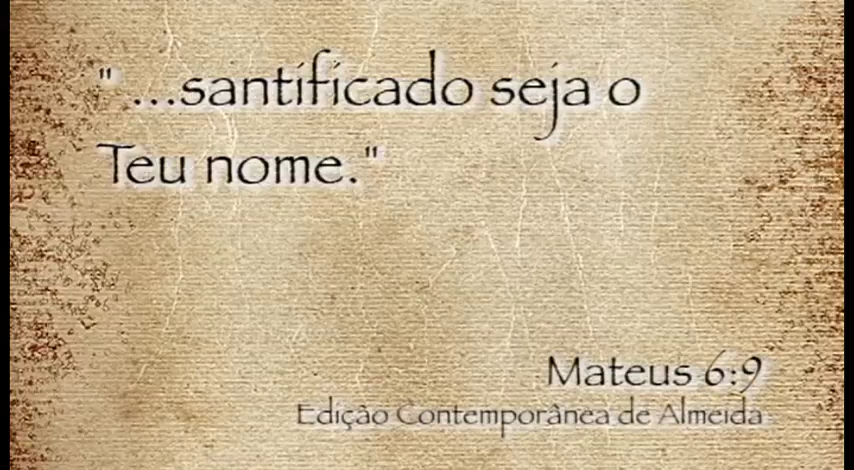 " ...santificado seja o
Teu nome."
Mateus 6:9
Edição Contemporânea de Almeida